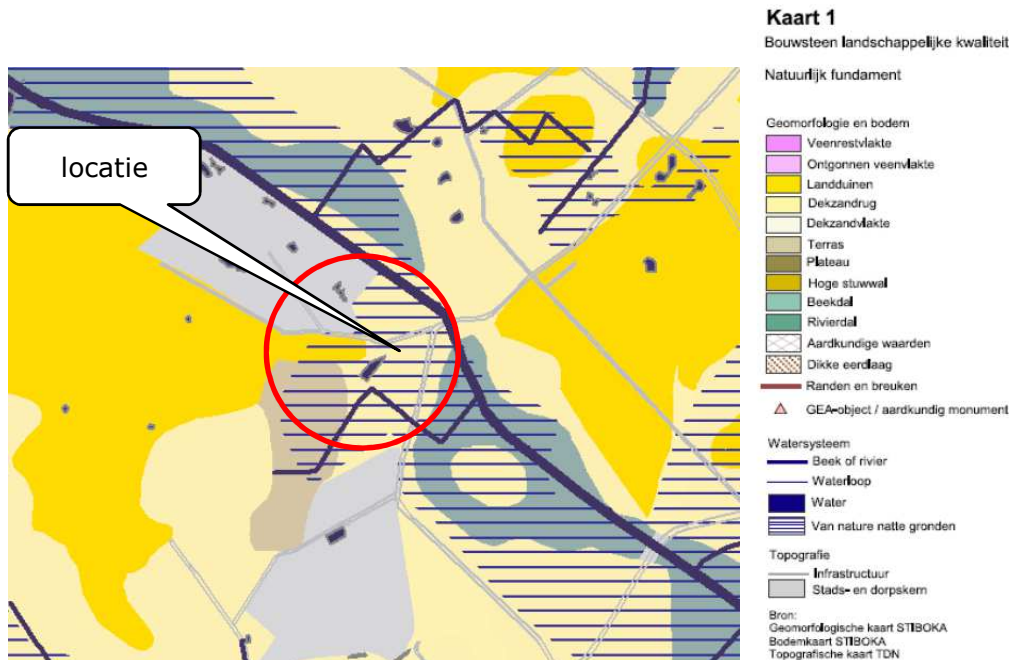 locatie
Kaart 1
Bouwsteen landschappelijke kwaliteit
Natuurlijk fundament
Geomorfologie en bodem
Veenrestvlakte
Ontgonnen veenvlakte
Landduinen
Dekzandrug
Dekzandvlakte
Terras
Plateau
Hoge stuwwal
Beekdal
Rivierdal
Aardkundige waarden
Dikke eerdlaag
Randen en breuken
GEA-object / aardkundig monument
Watersysteem
Beek of rivier
Waterloop
Water
Van nature natte gronden
Topografie
Infrastructuur
Stads- en dorpskern
Bron:
Geomorfologische kaart STIBOKA
Bodemkaart STIBOKA
Topografische kaart TDN